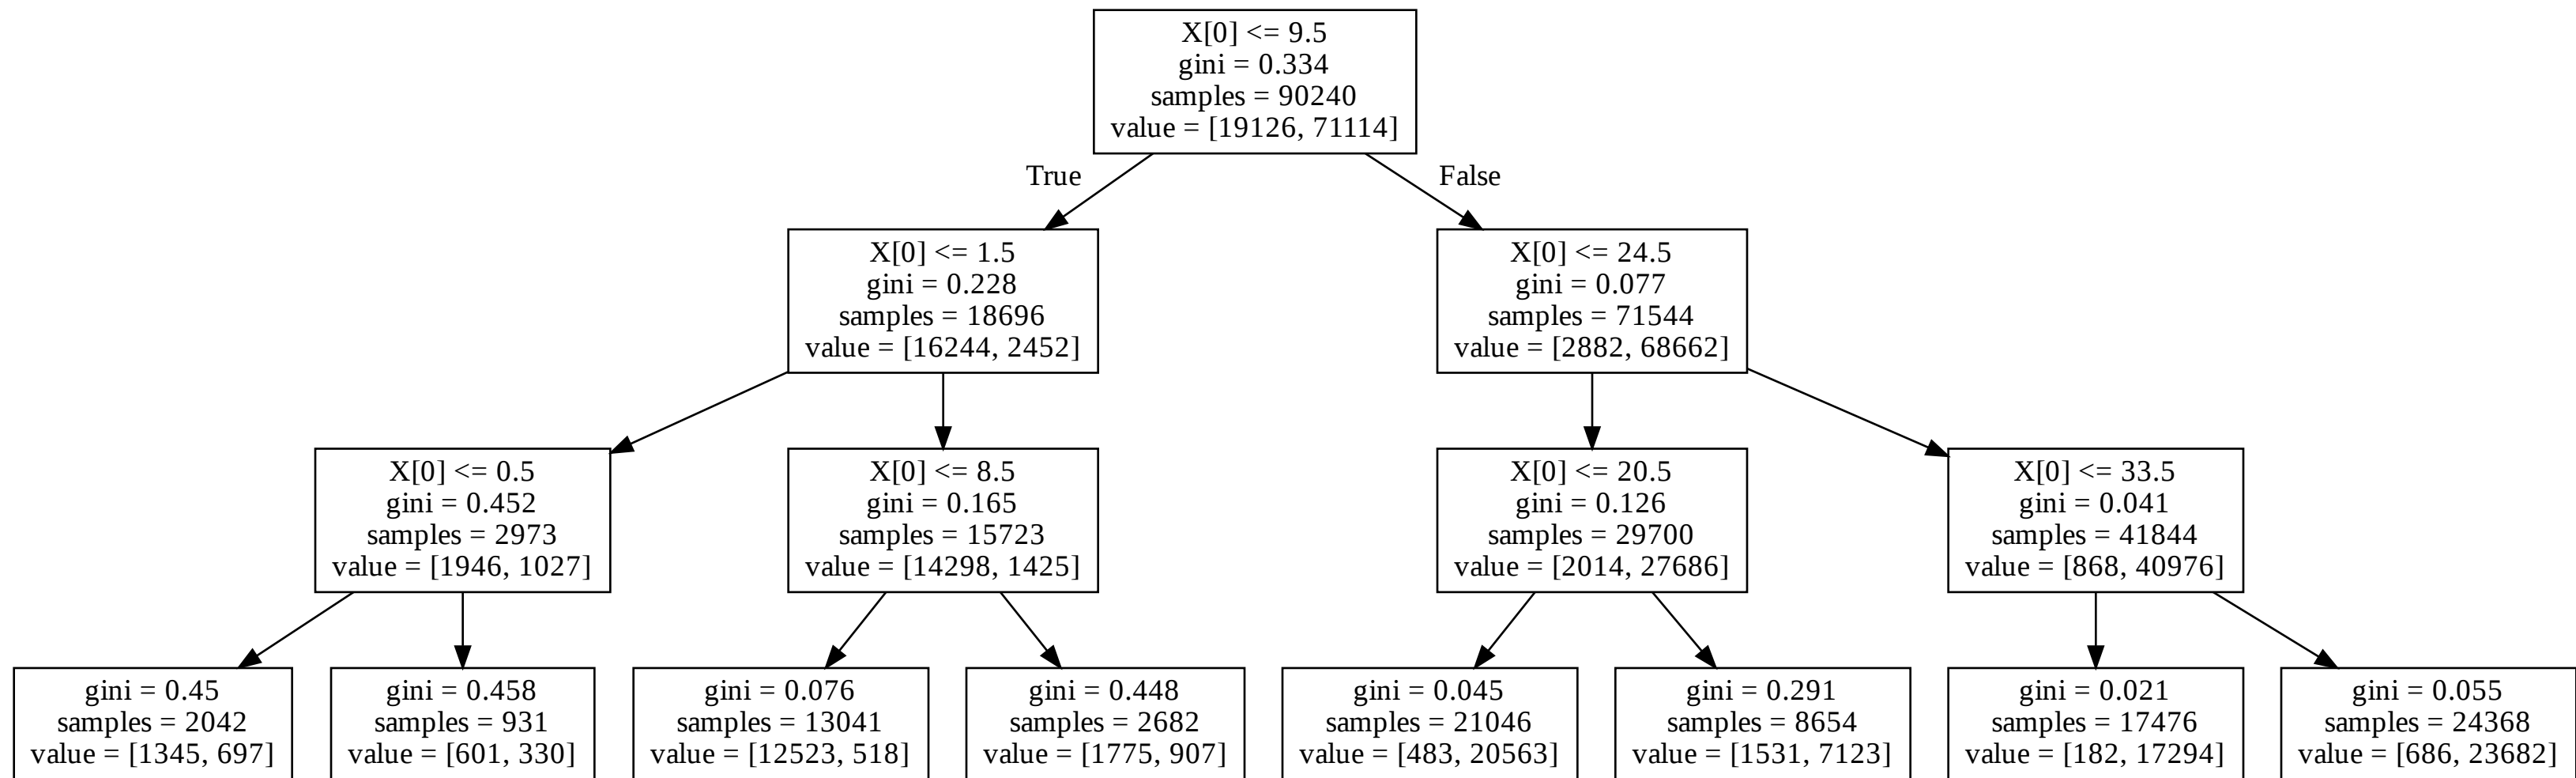 X[0] <= 9.5
gini = 0.334
samples = 90240
value = [19126, 71114]
True
False
X[0] <= 1.5
gini = 0.228
samples = 18696
value = [16244, 2452]
X[0] <= 24.5
gini = 0.077
samples = 71544
value = [2882, 68662]
X[0] <= 0.5
gini = 0.452
samples = 2973
value = [1946, 1027]
X[0] <= 8.5
gini = 0.165
samples = 15723
value = [14298, 1425]
X[0] <= 20.5
gini = 0.126
samples = 29700
value = [2014, 27686]
X[0] <= 33.5
gini = 0.041
samples = 41844
value = [868, 40976]
gini = 0.45
samples = 2042
value = [1345, 697]
gini = 0.458
samples = 931
value = [601, 330]
gini = 0.076
samples = 13041
value = [12523, 518]
gini = 0.448
samples = 2682
value = [1775, 907]
gini = 0.045
samples = 21046
value = [483, 20563]
gini = 0.291
samples = 8654
value = [1531, 7123]
gini = 0.021
samples = 17476
value = [182, 17294]
gini = 0.055
samples = 24368
value = [686, 23682]